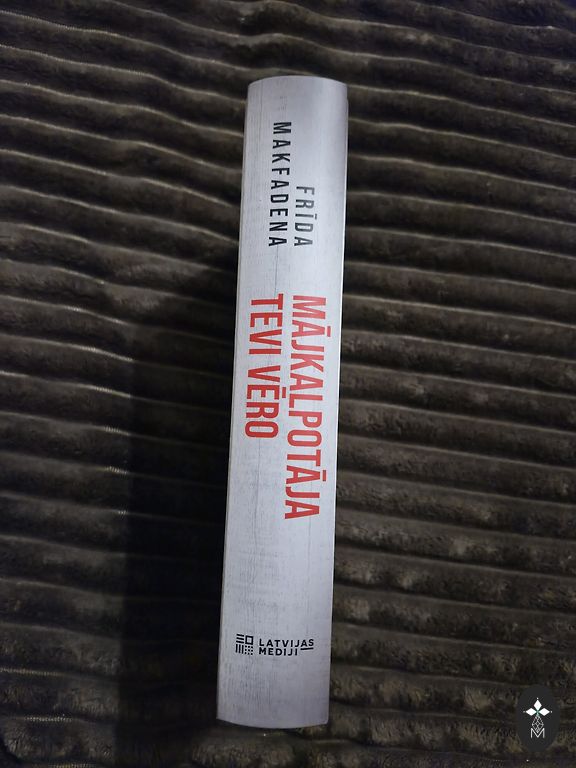 FRĪDA
MAKFADENA
MĀJKALPOTĀJA
TEVI VĒRO
LATVIJAS
MEDIJI
M